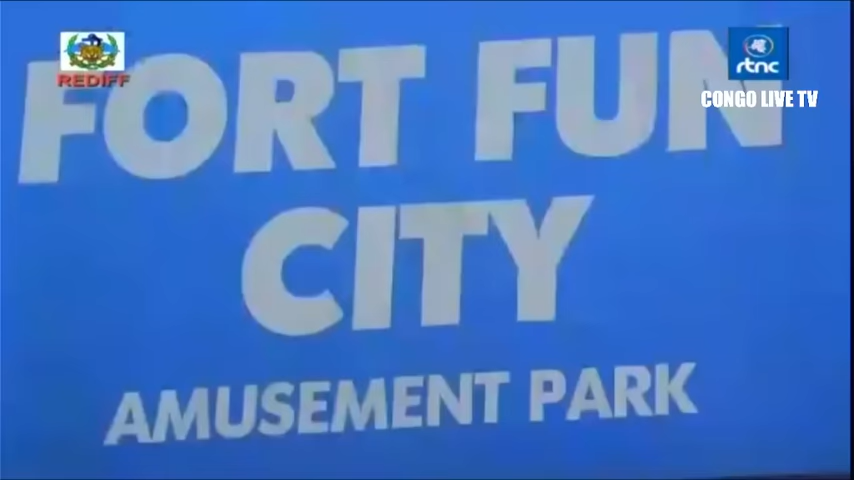 REDIFF
rtnc
CONGO LIVE TV
FORT FUN
CITY
AMUSEMENT PARK